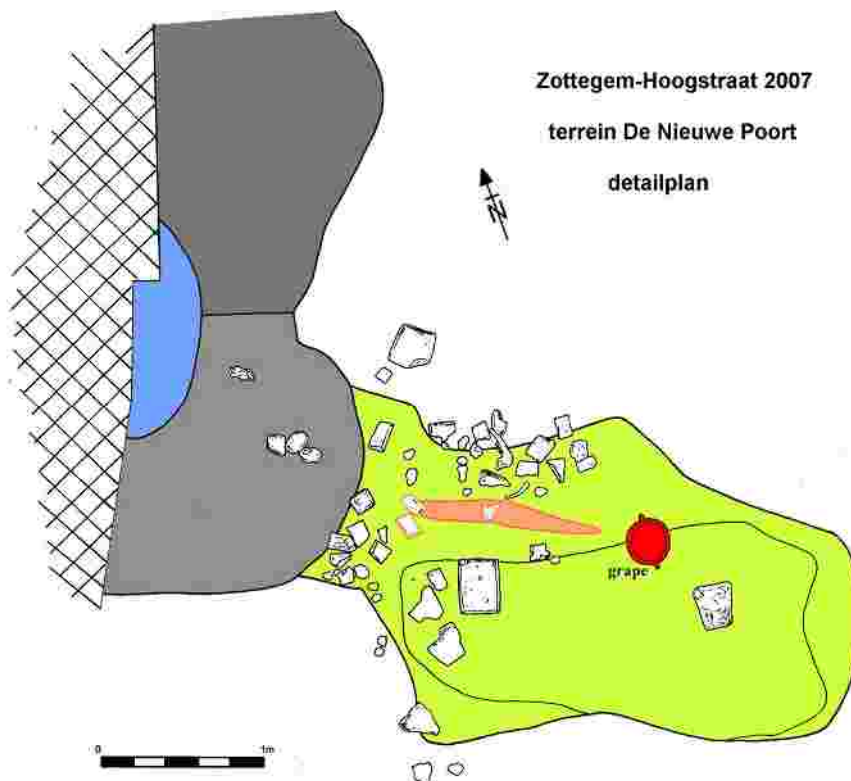 Zottegem-Hoogstraat 2007
terrein De Nieuwe Poort
detailplan
N
grape
0 1m